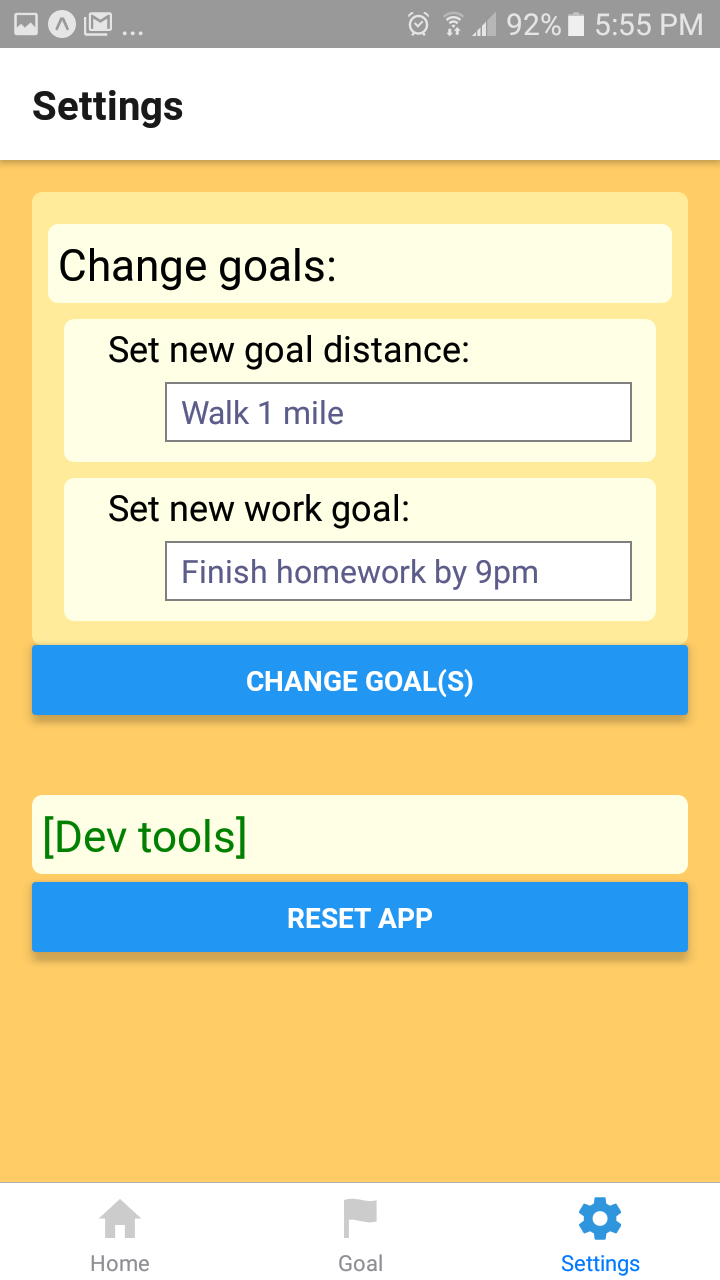 ... 92% 5:55 PM
Settings
Change goals:
Set new goal distance:
Walk 1 mile
Set new work goal:
Finish homework by 9pm
CHANGE GOAL(S)
[Dev tools]
RESET APP
Home Goal Settings